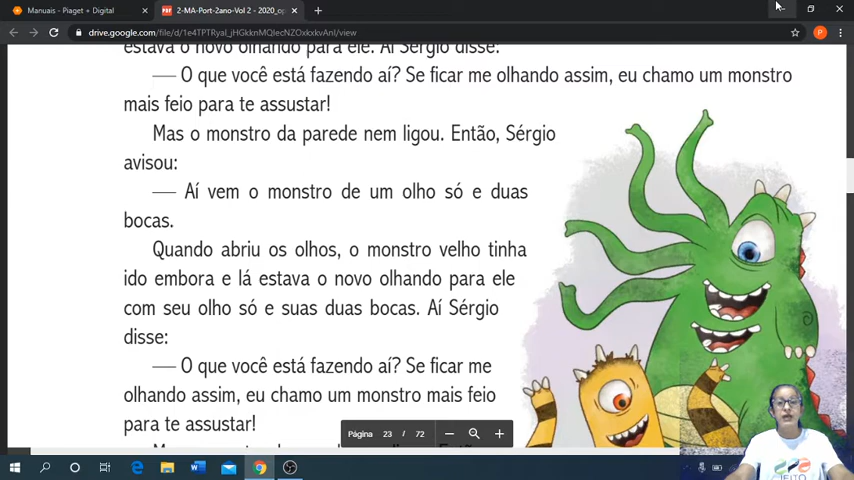 Manuais - Piaget + Digital
2-MA-Port-2ano-Vol 2 - 2020_
drive.google.com/file/d/1e4TPTRyal_jHGkknMQIecNZOxkxkvAnI/view
estava o novo olhando para ele. Aí Sérgio disse:
— O que você está fazendo aí? Se ficar me olhando assim, eu chamo um monstro
mais feio para te assustar!
Mas o monstro da parede nem ligou. Então, Sérgio
avisou:
— Aí vem o monstro de um olho só e duas
bocas.
Quando abriu os olhos, o monstro velho tinha
ido embora e lá estava o novo olhando para ele
com seu olho só e suas duas bocas. Aí Sérgio
disse:
— O que você está fazendo aí? Se ficar me
olhando assim, eu chamo um monstro mais feio
para te assustar!
Página 23 / 72
JEITO